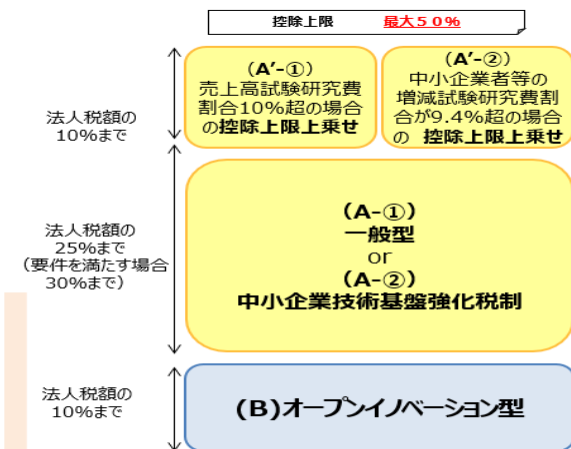 控除上限　最大５０％
法人税額の
10%まで
(A’-①)
売上高試験研究費
割合10%超の場合
の控除上限上乗せ
(A’-②)
中小企業者等の
増減試験研究費割
合が9.4%超の場合
の 控除上限上乗せ
法人税額の
25%まで
（要件を満たす場合
30%まで）
(A-①)
一般型
or
(A-②)
中小企業技術基盤強化税制
法人税額の
10%まで
(B)オープンイノベーション型